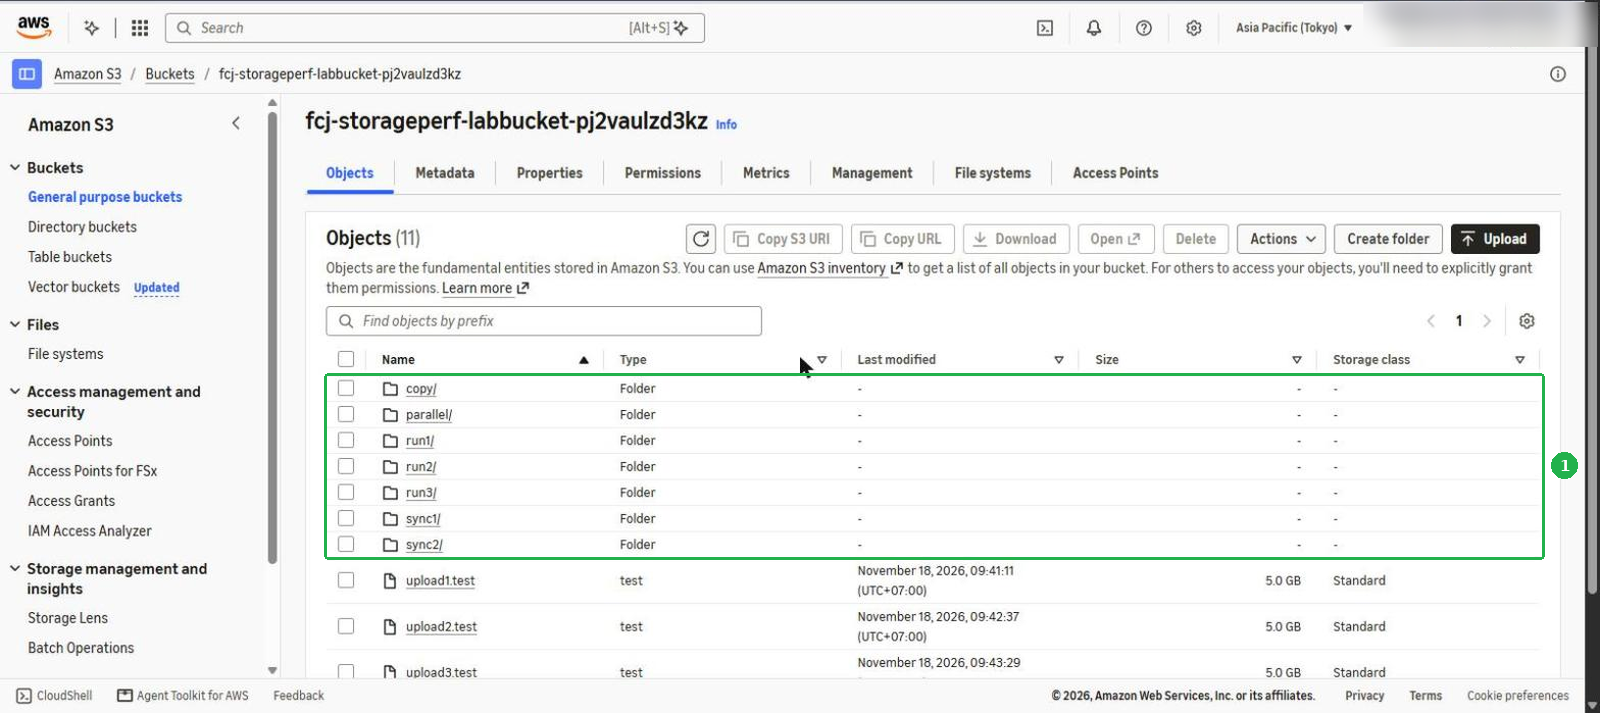 aws
Search [Alt+S]
Asia Pacific (Tokyo)
Amazon S3 / Buckets / fcj-storageperf-labbucket-pj2vaulzd3kz
Amazon S3
Buckets
General purpose buckets
Directory buckets
Table buckets
Vector buckets Updated
Files
File systems
Access management and
security
Access Points
Access Points for FSx
Access Grants
IAM Access Analyzer
Storage management and
insights
Storage Lens
Batch Operations
fcj-storageperf-labbucket-pj2vaulzd3kz Info
Objects Metadata Properties Permissions Metrics Management File systems Access Points
Objects (11)
Copy S3 URI Copy URL Download Open Delete Actions Create folder Upload
Objects are the fundamental entities stored in Amazon S3. You can use Amazon S3 inventory to get a list of all objects in your bucket. For others to access your objects, you'll need to explicitly grant
them permissions. Learn more
Find objects by prefix
1
Name Type Last modified Size Storage class
copy/ Folder - - -
parallel/ Folder - - -
run1/ Folder - - -
run2/ Folder - - -
run3/ Folder - - -
sync1/ Folder - - -
sync2/ Folder - - -
1
upload1.test test November 18, 2026, 09:41:11 (UTC+07:00) 5.0 GB Standard
upload2.test test November 18, 2026, 09:42:37 (UTC+07:00) 5.0 GB Standard
upload3.test test November 18, 2026, 09:43:29 5.0 GB Standard
CloudShell Agent Toolkit for AWS Feedback
© 2026, Amazon Web Services, Inc. or its affiliates. Privacy Terms Cookie preferences